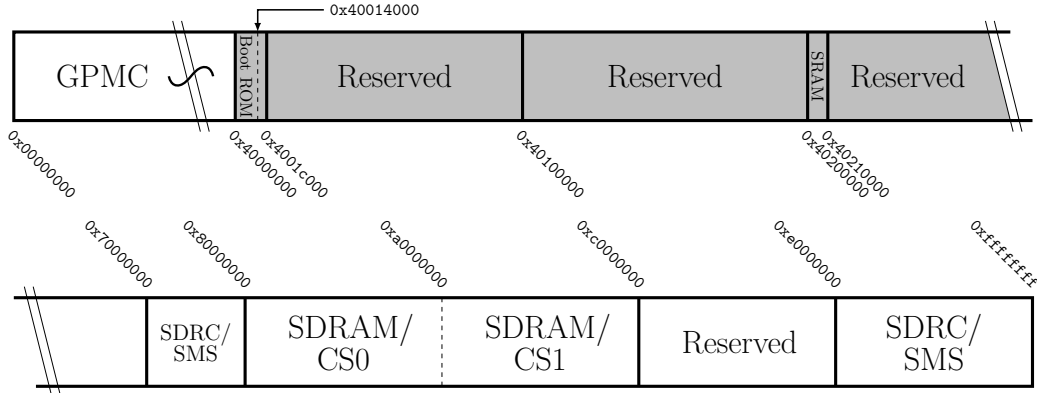 0x40014000
GPMC
Boot ROM
Reserved
Reserved
SRAM
Reserved
0x00000000
0x40000000
0x4001c000
0x40100000
0x40200000
0x40210000
0x70000000
0x80000000
0xa0000000
0xc0000000
0xe0000000
0xffffffff
SDRC/
SMS
SDRAM/
CS0
SDRAM/
CS1
Reserved
SDRC/
SMS